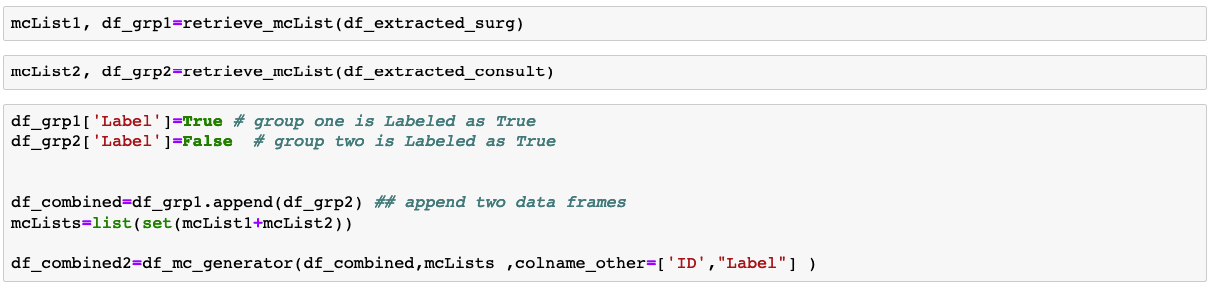 mcList1, df_grp1=retrieve_mcList(df_extracted_surg)
mcList2, df_grp2=retrieve_mcList(df_extracted_consult)
df_grp1['Label']=True # group one is Labeled as True
df_grp2['Label']=False  # group two is Labeled as True
df_combined=df_grp1.append(df_grp2) ## append two data frames
mcLists=list(set(mcList1+mcList2))
df_combined2=df_mc_generator(df_combined,mcLists ,colname_other=['ID',"Label"] )